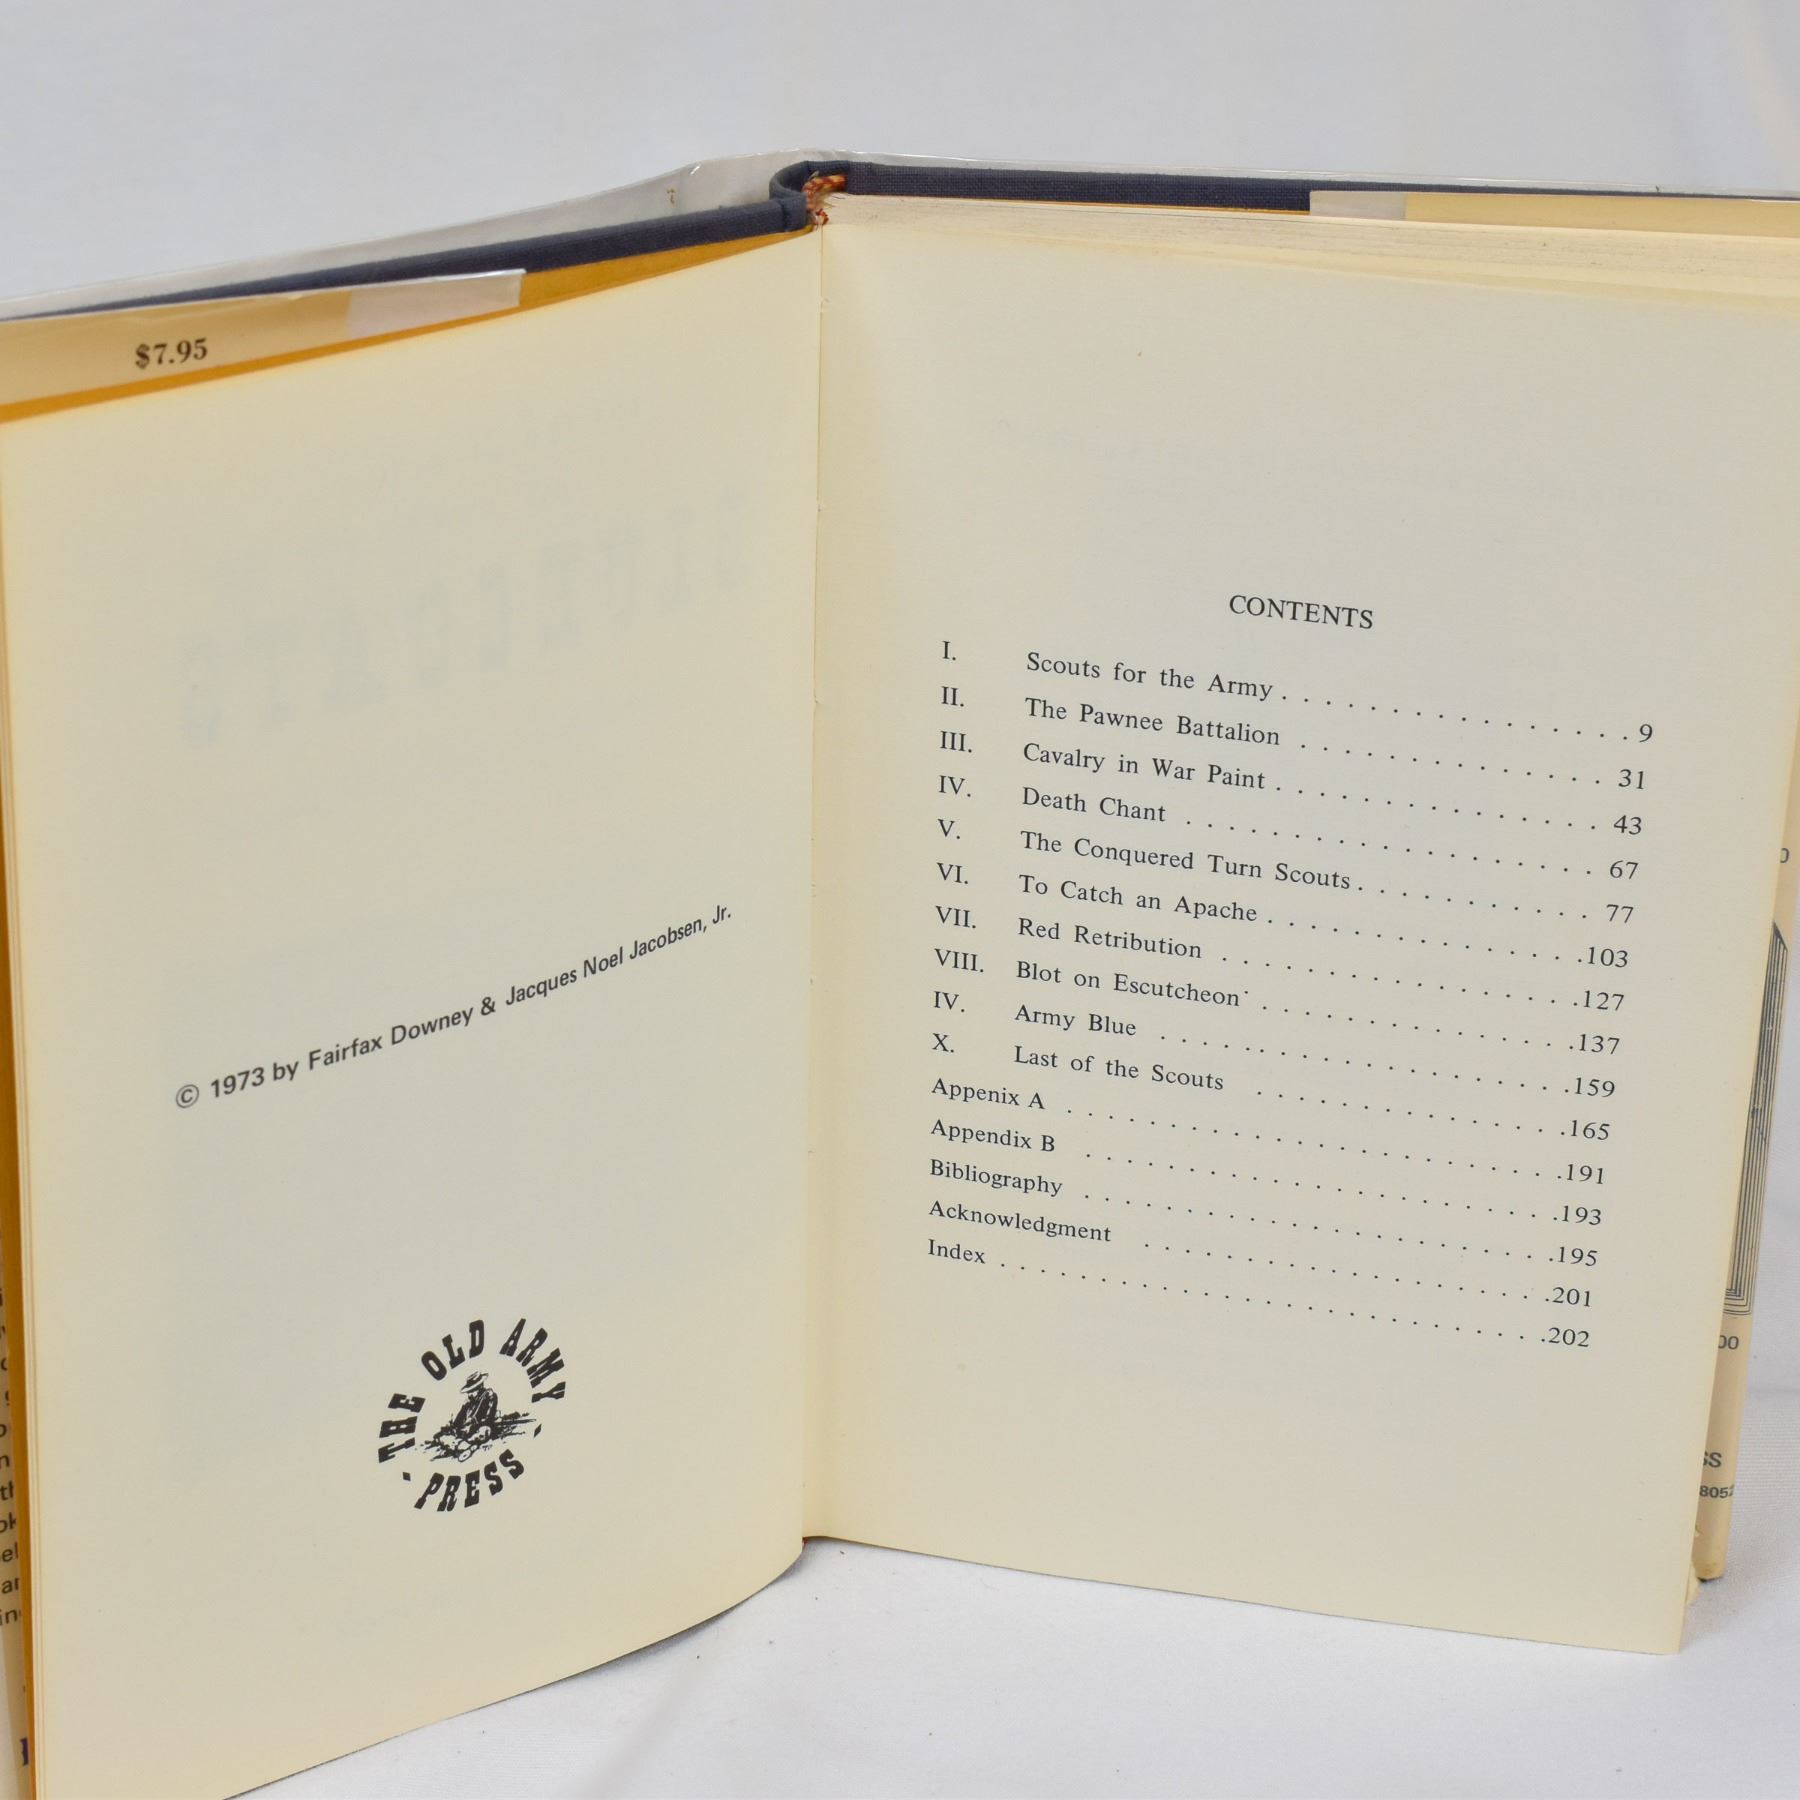 $7.95
© 1973 by Fairfax Downey & Jacques Noel Jacobsen, Jr.
THE OLD ARMY
PRESS
CONTENTS
I. Scouts for the Army . . . . . . . . . . . . . . . . 9
II. The Pawnee Battalion . . . . . . . . . . . . . . 31
III. Cavalry in War Paint . . . . . . . . . . . . . . . 43
IV. Death Chant . . . . . . . . . . . . . . . . . . . 67
V. The Conquered Turn Scouts . . . . . . . . . . . 77
VI. To Catch an Apache . . . . . . . . . . . . . . .103
VII. Red Retribution . . . . . . . . . . . . . . . . .127
VIII. Blot on Escutcheon . . . . . . . . . . . . . . .137
IV. Army Blue . . . . . . . . . . . . . . . . . . . .159
X. Last of the Scouts . . . . . . . . . . . . . . .165
Appenix A . . . . . . . . . . . . . . . . . . . . . . .191
Appendix B . . . . . . . . . . . . . . . . . . . . . .193
Bibliography . . . . . . . . . . . . . . . . . . . . . .195
Acknowledgment . . . . . . . . . . . . . . . . . . .201
Index . . . . . . . . . . . . . . . . . . . . . . . . . .202